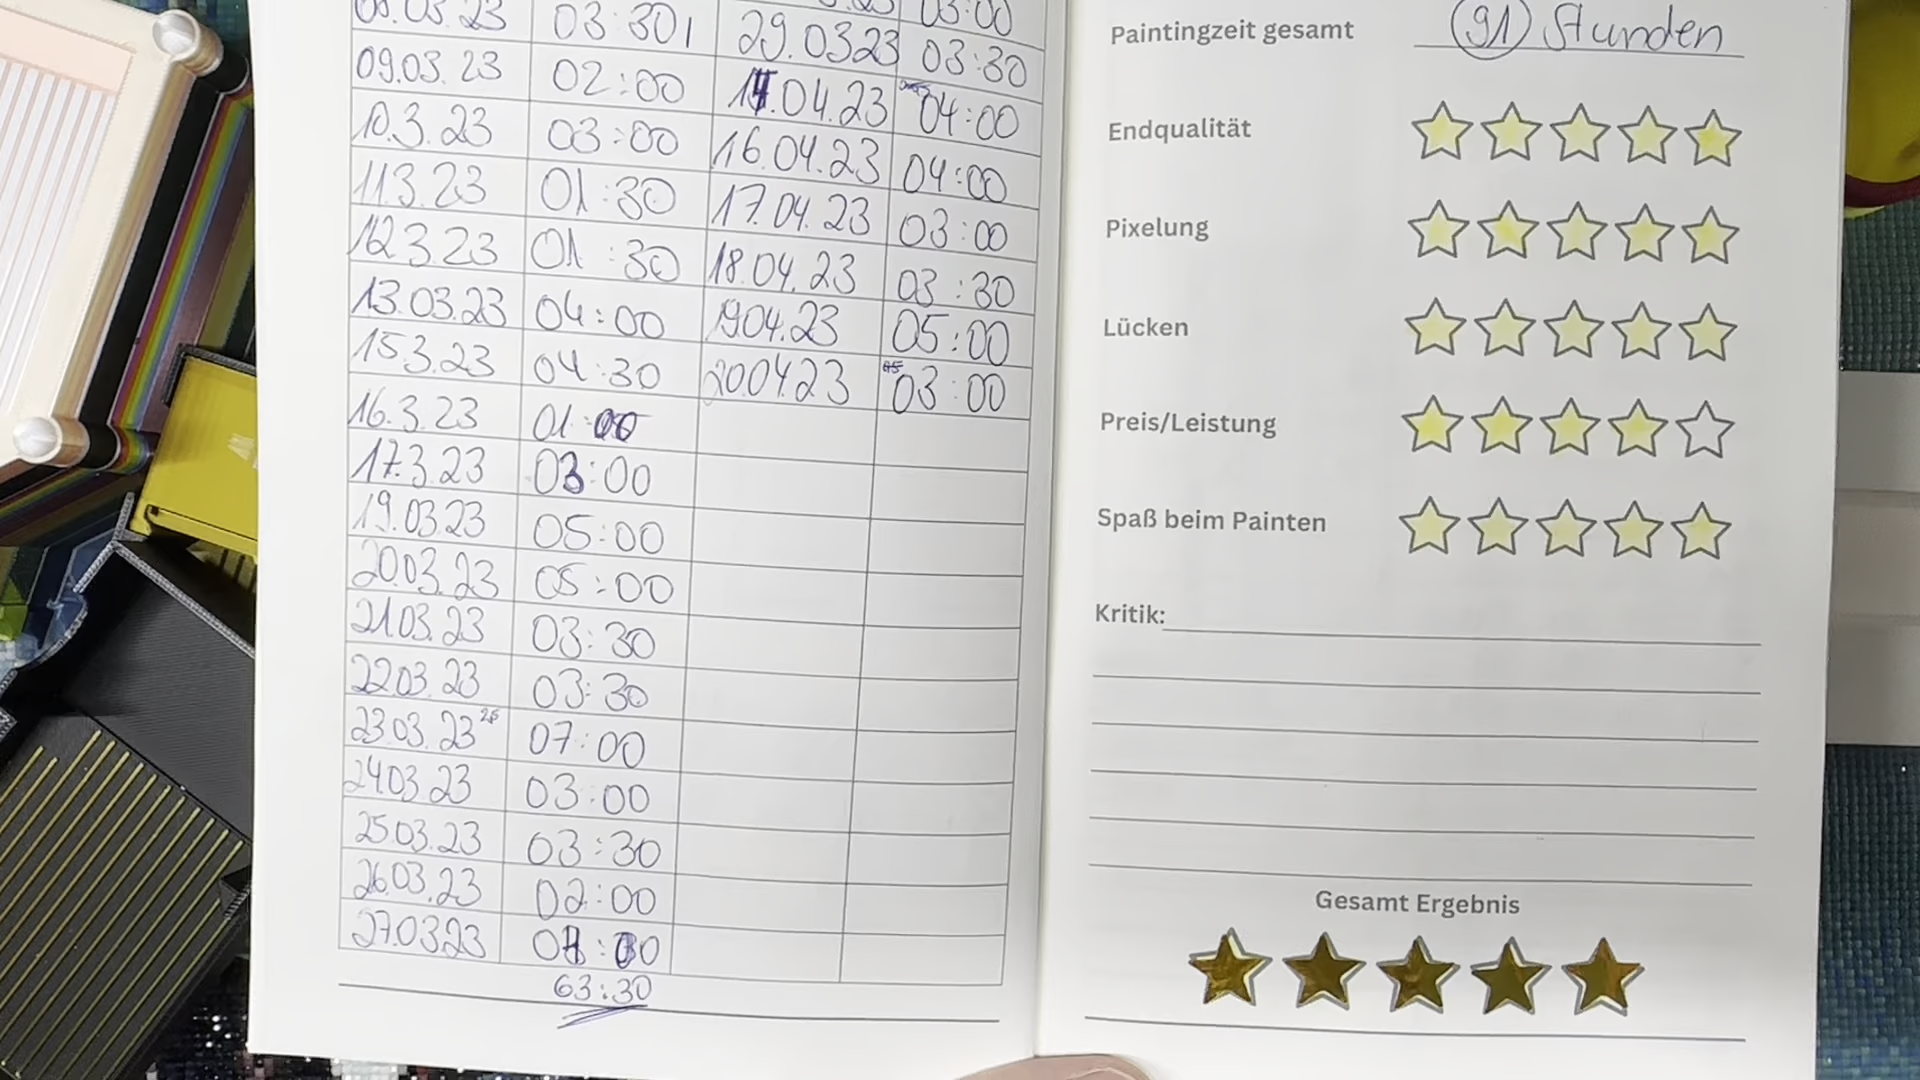 08.03.23 03:30 29.0323 03:30
09.03.23 02:00 14.04.23 04:00
10.3.23 03:00 16.04.23 04:00
11.3.23 01:30 17.04.23 03:00
12.3.23 01:30 18.04.23 03:30
13.03.23 04:00 1904.23 05:00
15.3.23 04:30 20.04.23 03:00
16.3.23 01:00
17.3.23 03:00
19.03.23 05:00
20.03.23 05:00
21.03.23 03:30
22.03.23 03:30
23.03.23 07:00
24.03.23 03:00
25.03.23 03:30
26.03.23 02:00
27.03.23
63:30
Paintingzeit gesamt 91 Stunden
Endqualität
Pixelung
Lücken
Preis/Leistung
Spaß beim Painten
Kritik:
Gesamt Ergebnis